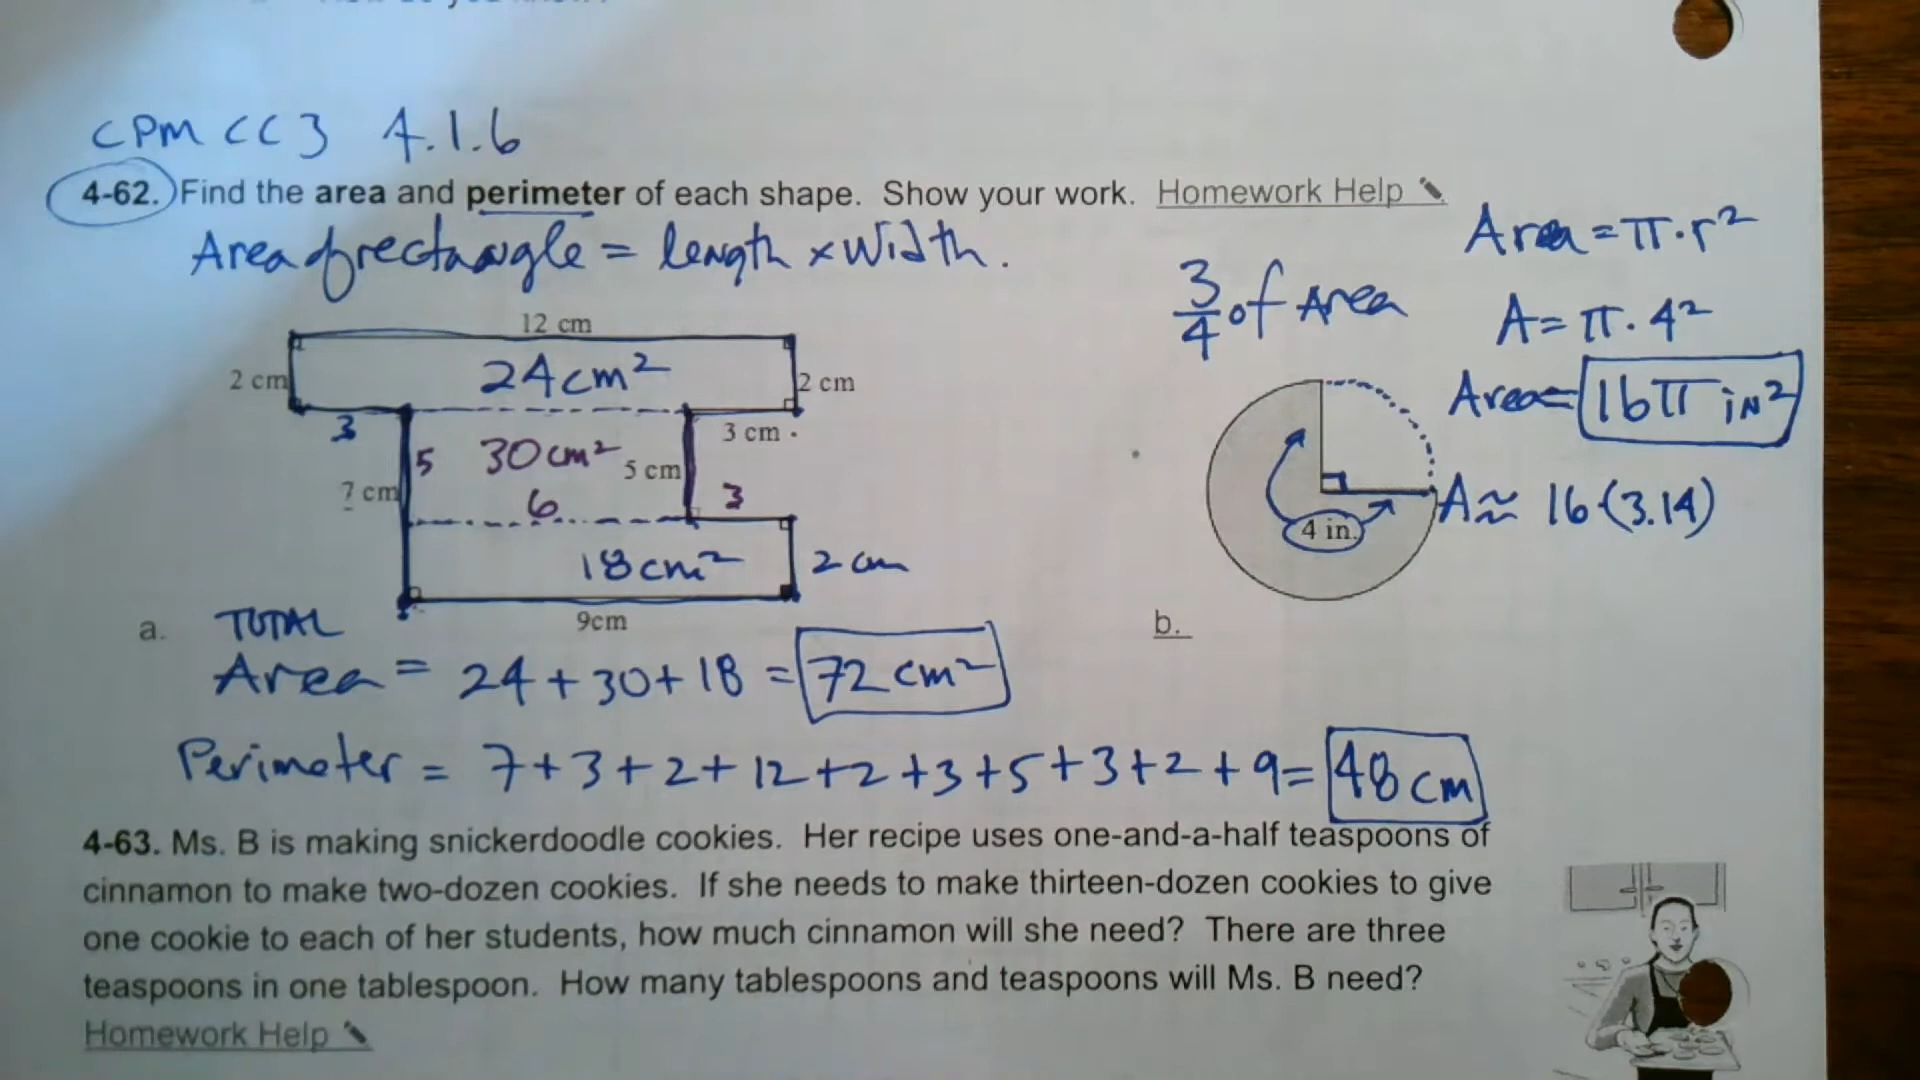 CPM CC3 4.1.6
4-62. Find the area and perimeter of each shape. Show your work. Homework Help
Area of rectangle = length x Width.
12 cm
2 cm
24 cm²
2 cm
3
3 cm
5
30 cm²
5 cm
? cm
6
3
18 cm²
2 cm
9cm
a.
TOTAL
Area = 24 + 30 + 18 = 72 cm²
Perimeter = 7 + 3 + 2 + 12 + 2 + 3 + 5 + 3 + 2 + 9 = 48 cm
3/4 of Area
Area = π · r²
A = π · 4²
Area = 16π in²
A ≈ 16 (3.14)
4 in.
b.
4-63. Ms. B is making snickerdoodle cookies. Her recipe uses one-and-a-half teaspoons of
cinnamon to make two-dozen cookies. If she needs to make thirteen-dozen cookies to give
one cookie to each of her students, how much cinnamon will she need? There are three
teaspoons in one tablespoon. How many tablespoons and teaspoons will Ms. B need?
Homework Help